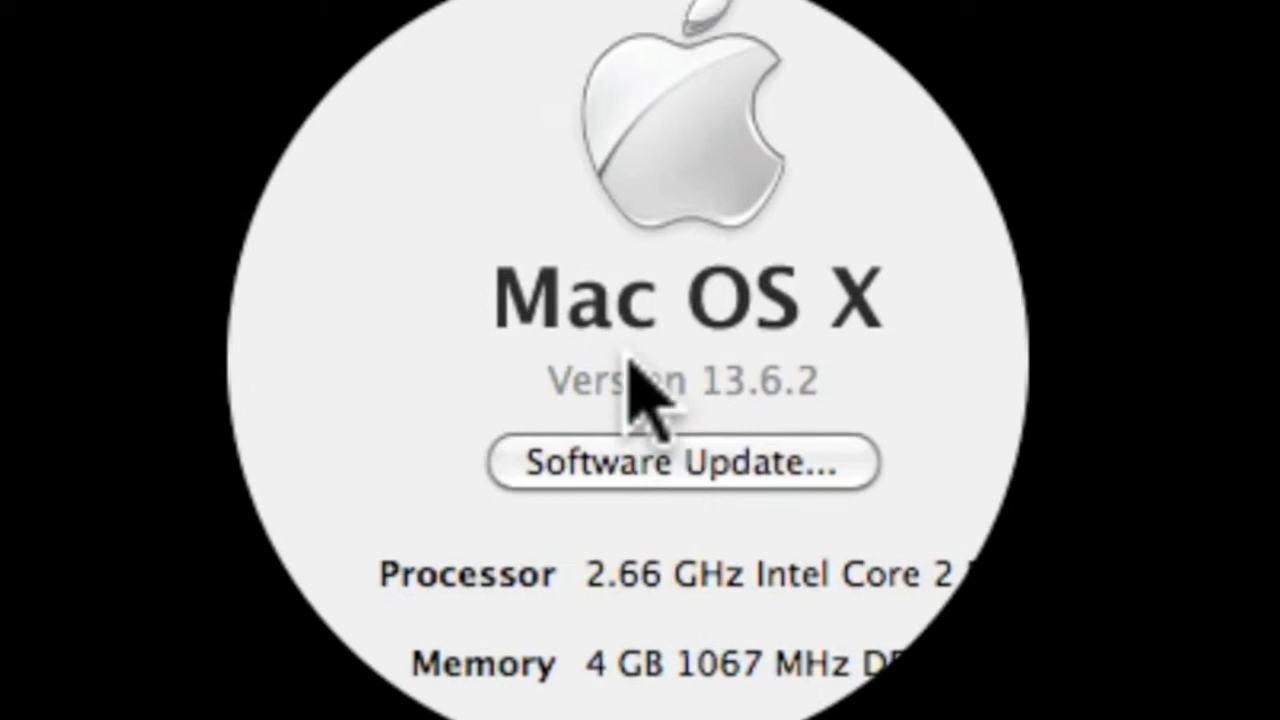 Mac OS X
Version 13.6.2
Software Update...
Processor 2.66 GHz Intel Core 2
Memory 4 GB 1067 MHz